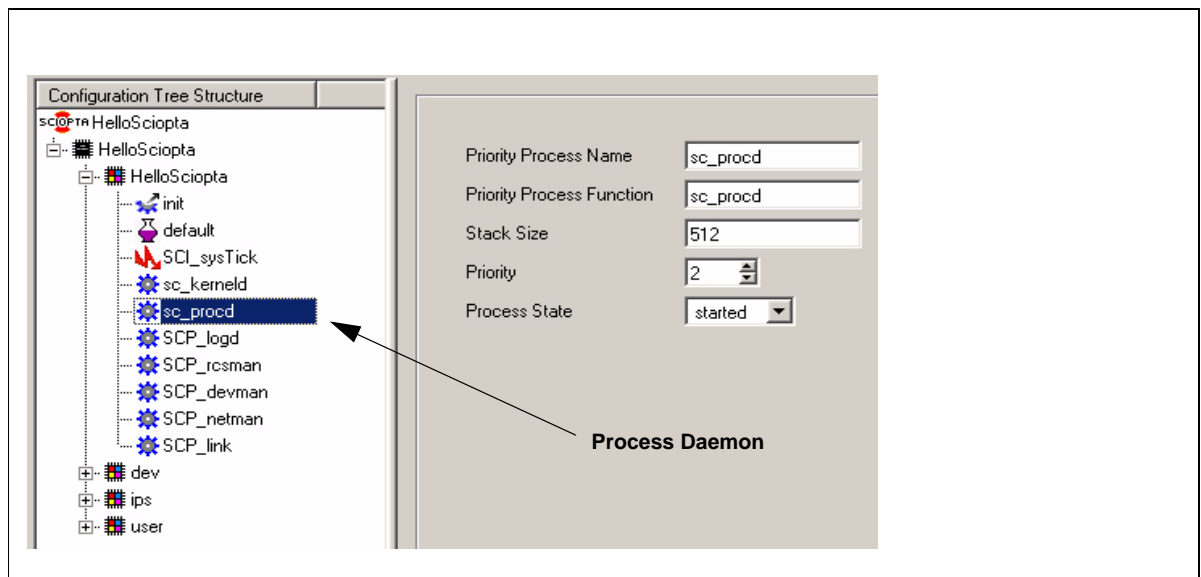 Configuration Tree Structure
SCIOPTA HelloSciopta
HelloSciopta
HelloSciopta
init
default
SCI_sysTick
sc_kerneld
sc_procd
SCP_logd
SCP_rcsman
SCP_devman
SCP_netman
SCP_link
dev
ips
user
Priority Process Name sc_procd
Priority Process Function sc_procd
Stack Size 512
Priority 2
Process State started
Process Daemon